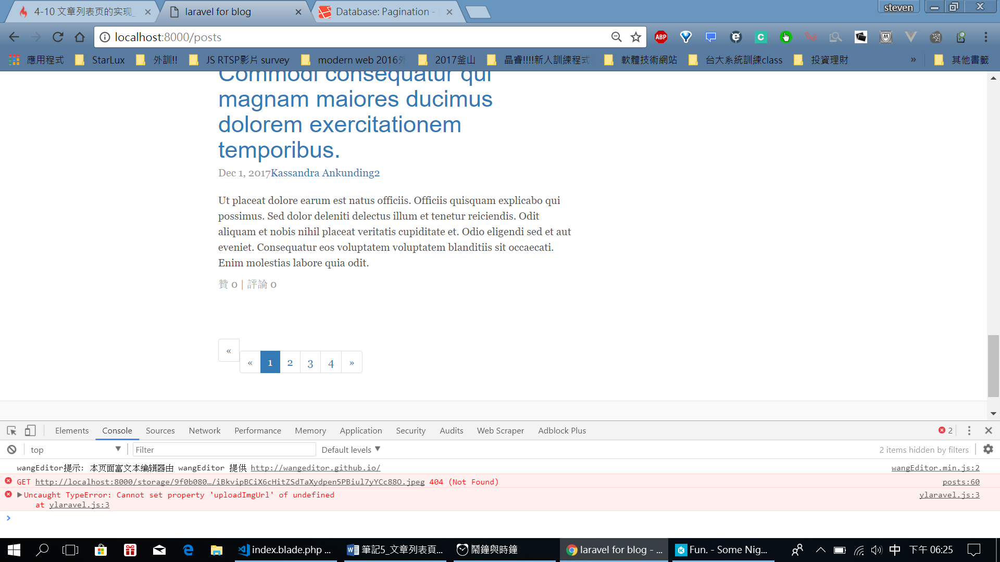 4-10 文章列表页的实现_
laravel for blog
Database: Pagination -
steven
localhost:8000/posts
應用程式
StarLux
外訓!!
JS RTSP影片 survey
modern web 2016外
2017釜山
晶睿!!!!新人訓練程式
軟體技術網站
台大系統訓練class
投資理財
»
其他書籤
Commodi consequatur qui
magnam maiores ducimus
dolorem exercitationem
temporibus.
Dec 1, 2017Kassandra Ankunding2
Ut placeat dolore earum est natus officiis. Officiis quisquam explicabo qui
possimus. Sed dolor deleniti delectus illum et tenetur reiciendis. Odit
aliquam et nobis nihil placeat veritatis cupiditate et. Odio eligendi sed et aut
eveniet. Consequatur eos voluptatem voluptatem blanditiis sit occaecati.
Enim molestias labore quia odit.
贊 0 | 評論 0
«
« 1 2 3 4 »
Elements Console Sources Network Performance Memory Application Security Audits Web Scraper Adblock Plus 2
top Filter Default levels 2 items hidden by filters
wangEditor提示: 本页面富文本编辑器由 wangEditor 提供 http://wangeditor.github.io/ wangEditor.min.js:2
GET http://localhost:8000/storage/9f0b080…/iBkvipBCiX6cHitZSdTaXydpen5PBiul7yYCc88O.jpeg 404 (Not Found) posts:60
Uncaught TypeError: Cannot set property 'uploadImgUrl' of undefined ylaravel.js:3
at ylaravel.js:3
index.blade.php ...
筆記5_文章列表頁...
鬧鐘與時鐘
laravel for blog - ...
Fun. - Some Nig...
中
下午 06:25